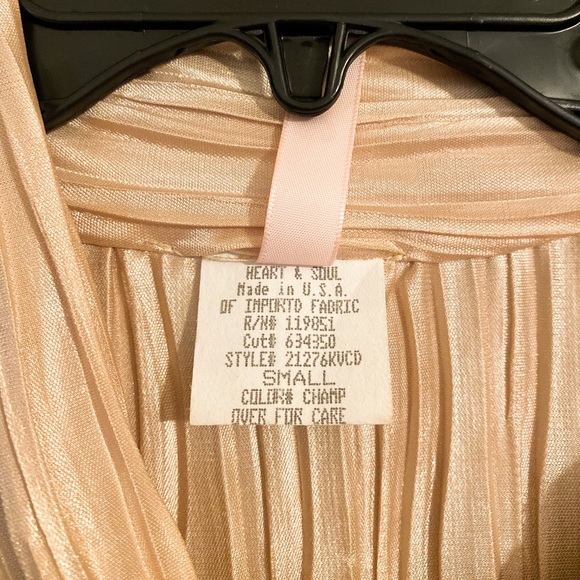 HEART & SOUL
Made in U.S.A.
OF IMPORTD FABRIC
R/N# 119851
Cut# 634350
STYLE# 21276KVCD
SMALL
COLOR# CHAMP
OVER FOR CARE